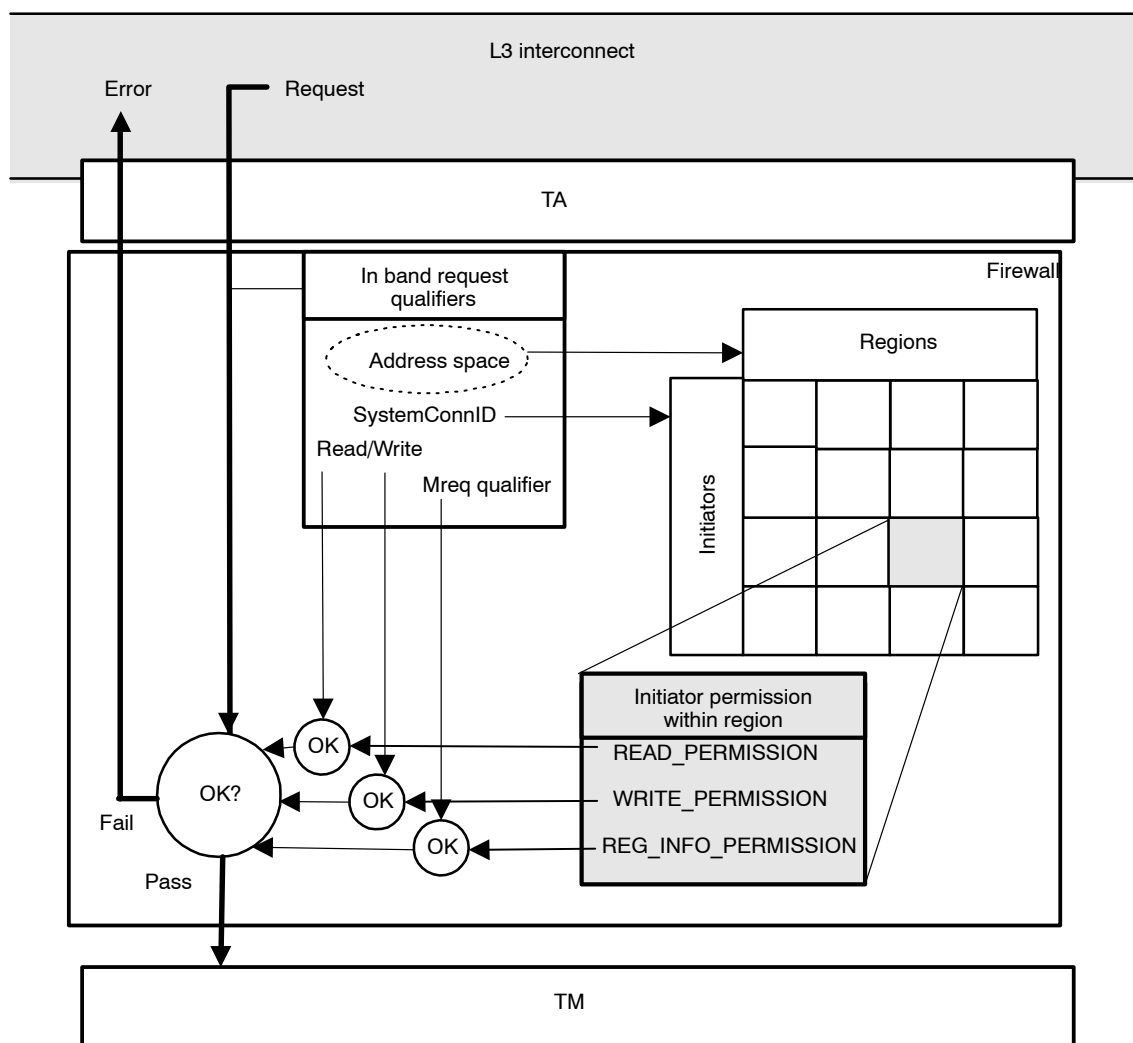 L3 interconnect
Error
Request
TA
Firewall
In band request
qualifiers
Address space
SystemConnID
Read/Write
Mreq qualifier
Regions
Initiators
Initiator permission
within region
READ_PERMISSION
WRITE_PERMISSION
REG_INFO_PERMISSION
OK
OK
OK
OK?
Fail
Pass
TM